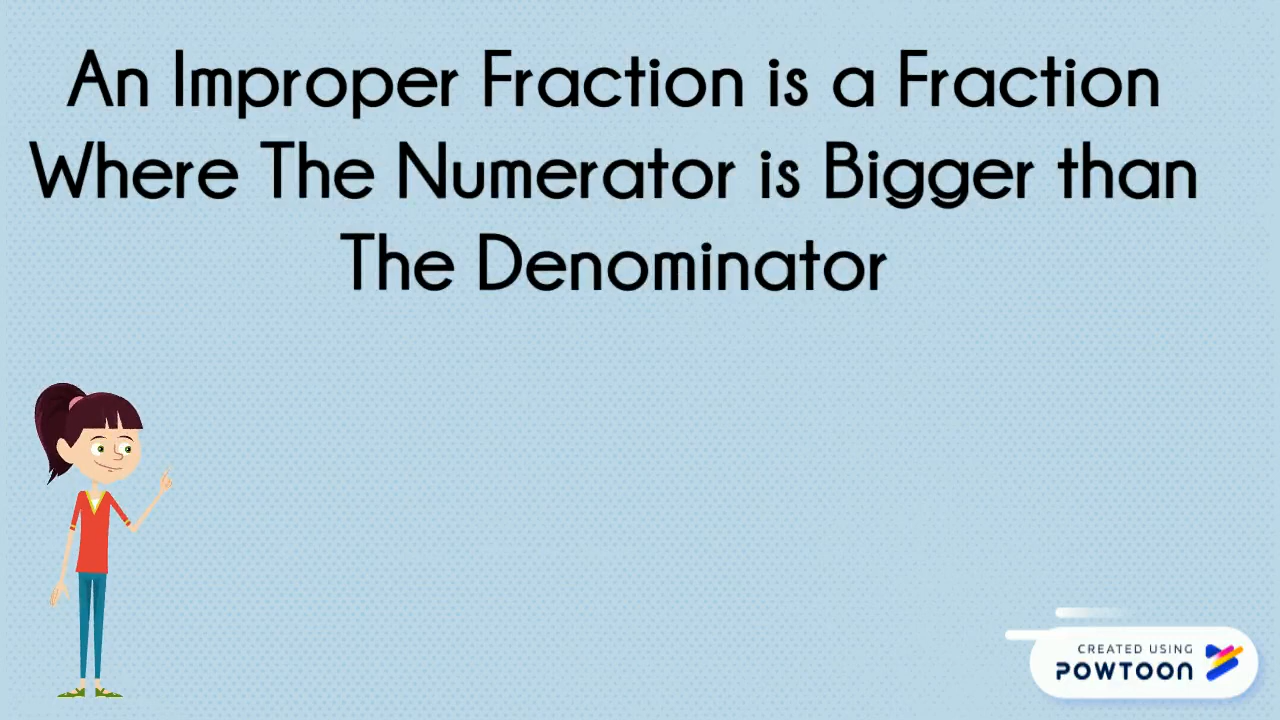 An Improper Fraction is a Fraction
Where The Numerator is Bigger than
The Denominator
CREATED USING
POWTOON